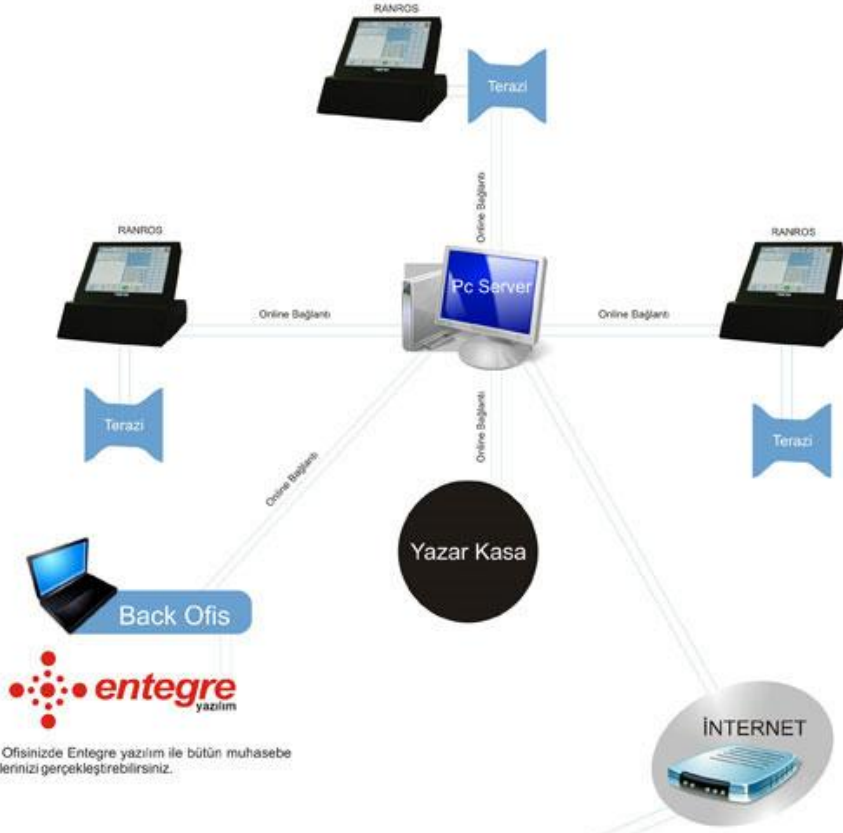 RANROS
Terazi
Online Bağlantı
RANROS
RANROS
Pc Server
Online Bağlantı
Online Bağlantı
Terazi
Online Bağlantı
Terazi
Online Bağlantı
Yazar Kasa
Back Ofis
entegre
yazılım
İNTERNET
Ofisinizde Entegre yazılım ile bütün muhasebe
lerinizi gerçekleştirebilirsiniz.